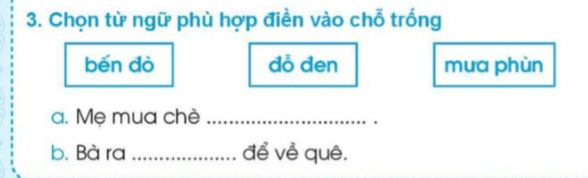 3. Chọn từ ngữ phù hợp điền vào chỗ trống
bến đò đỗ đen mưa phùn
a. Mẹ mua chè ............................. .
b. Bà ra ................... để về quê.